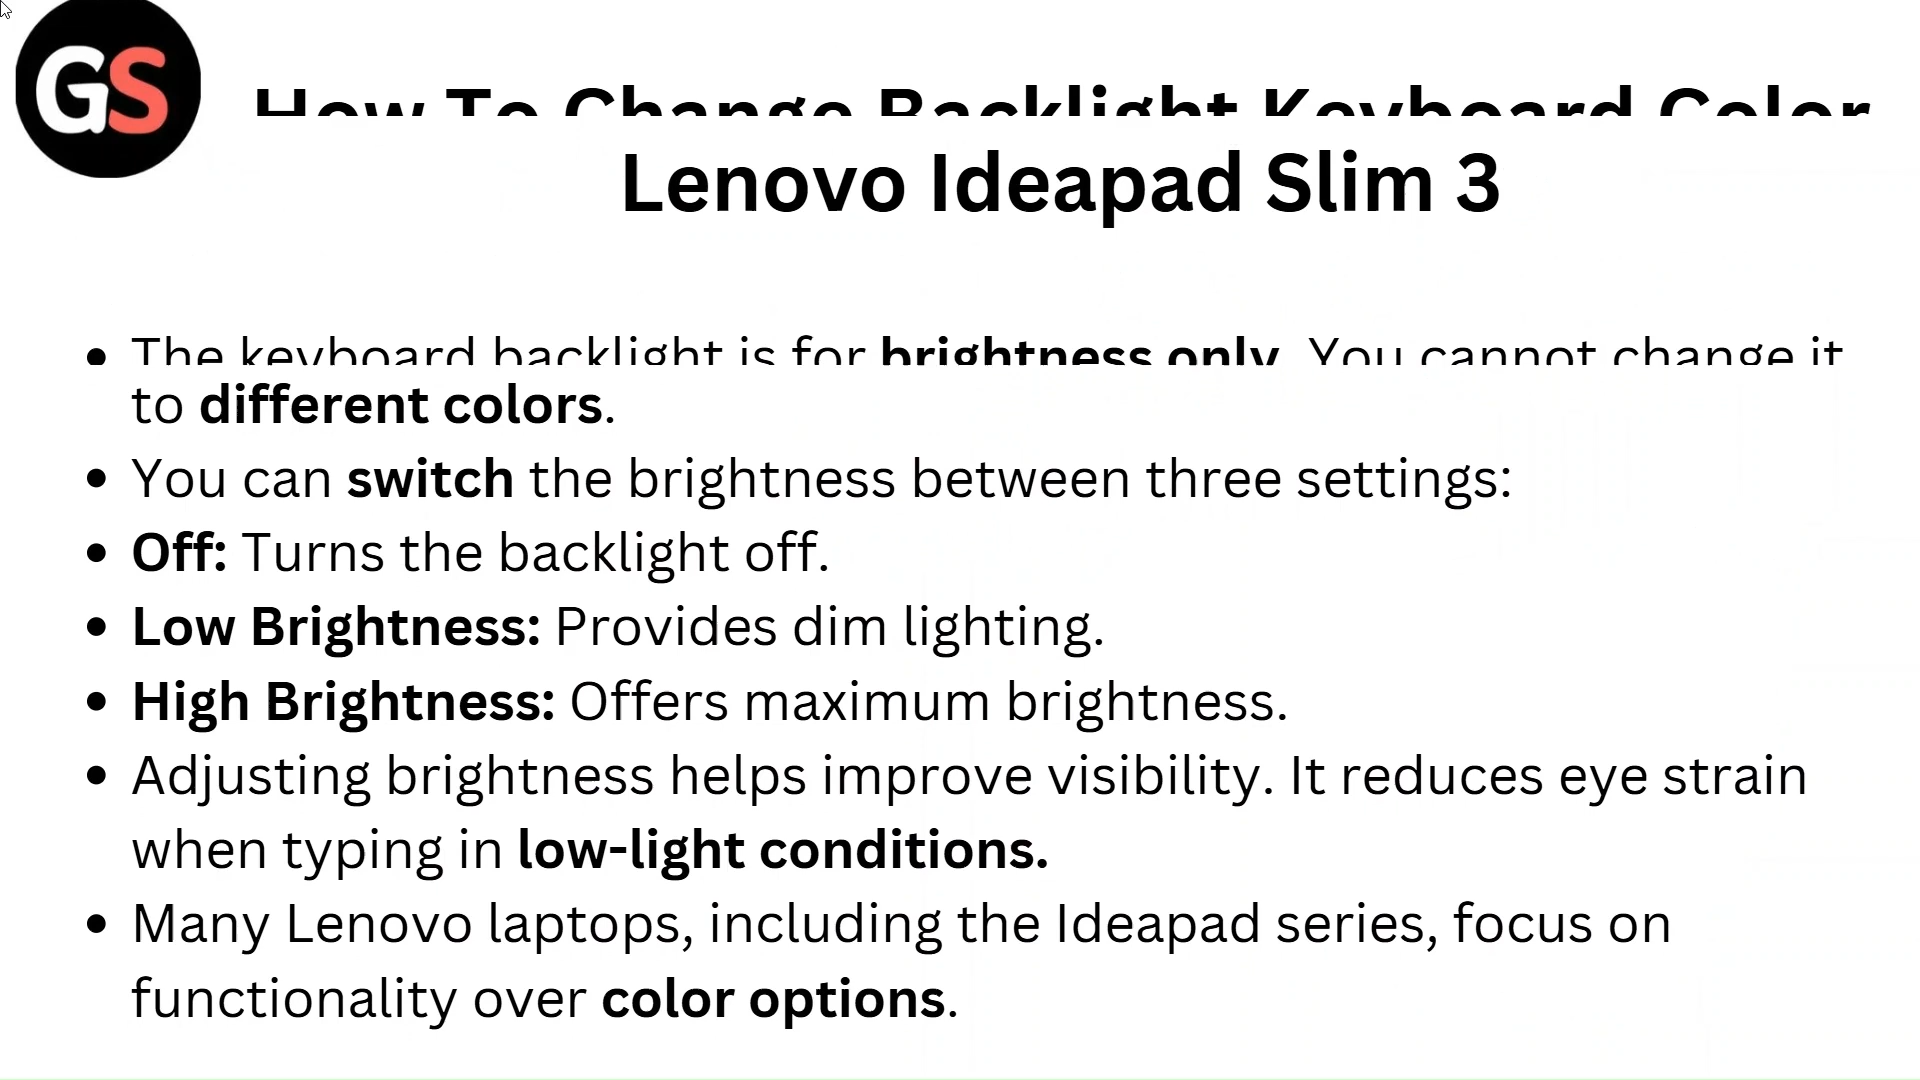 GS
How To Change Backlight Keyboard Color
Lenovo Ideapad Slim 3
• The keyboard backlight is for brightness only. You cannot change it
to different colors.
• You can switch the brightness between three settings:
• Off: Turns the backlight off.
• Low Brightness: Provides dim lighting.
• High Brightness: Offers maximum brightness.
• Adjusting brightness helps improve visibility. It reduces eye strain
when typing in low-light conditions.
• Many Lenovo laptops, including the Ideapad series, focus on
functionality over color options.